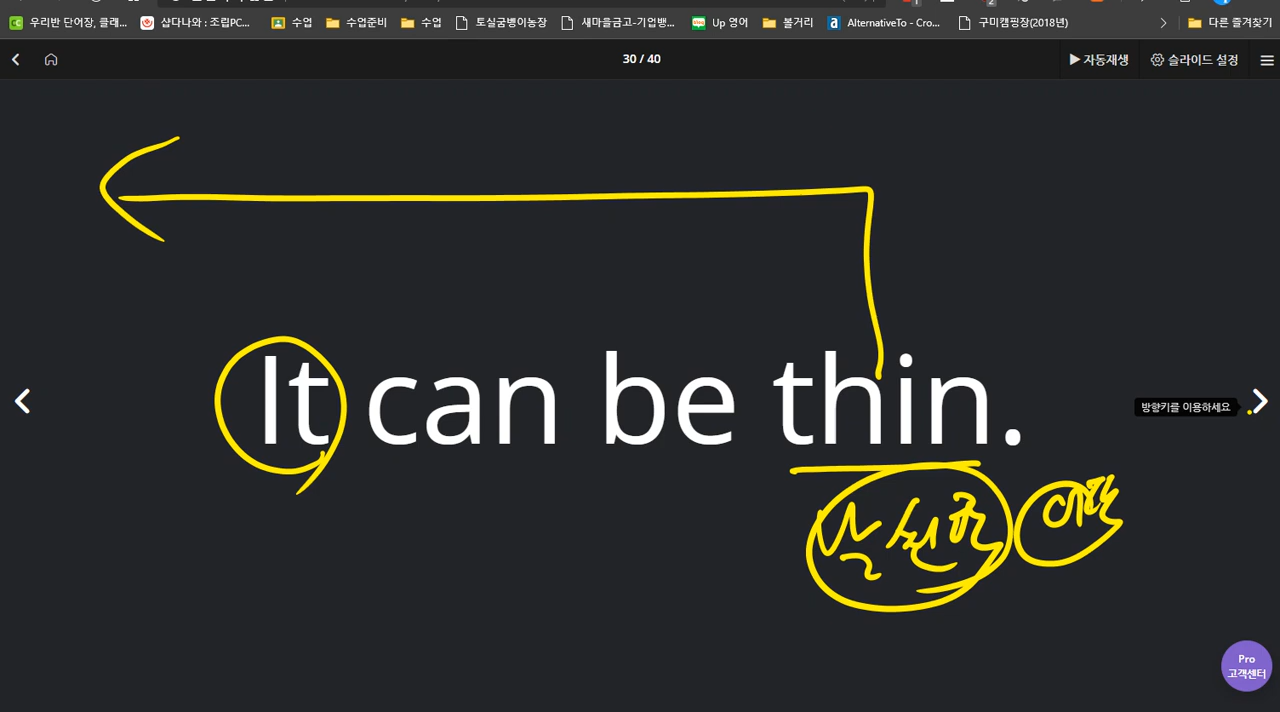 우리반 단어장, 클래... 샵다나와 : 조립PC... 수업 수업준비 수업 토실금뱅이농장 새마을금고-기업뱅... Up 영어 볼거리 AlternativeTo - Cro... 구미캠핑장(2018년) 다른 즐겨찾기
30 / 40 자동재생 슬라이드 설정
It can be thin.
방향키를 이용하세요
Pro
고객센터